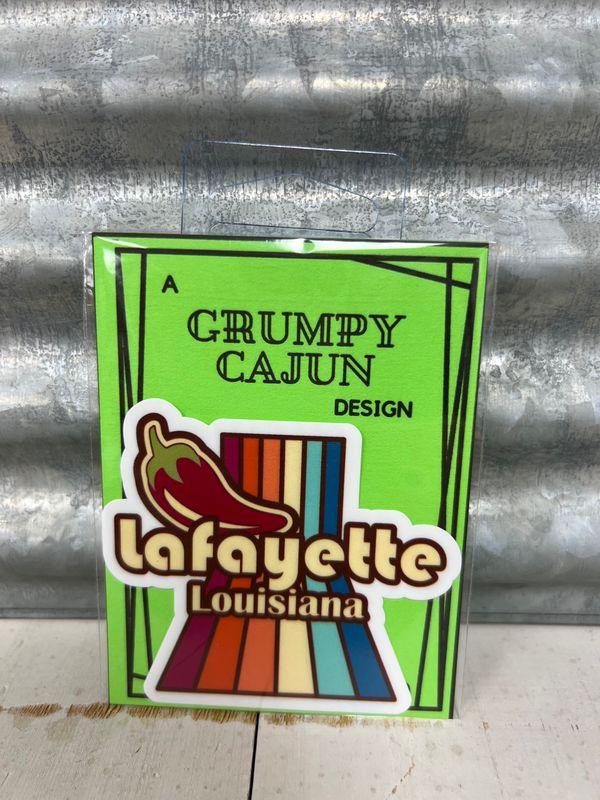 A
GRUMPY
CAJUN
DESIGN
Lafayette
Louisiana